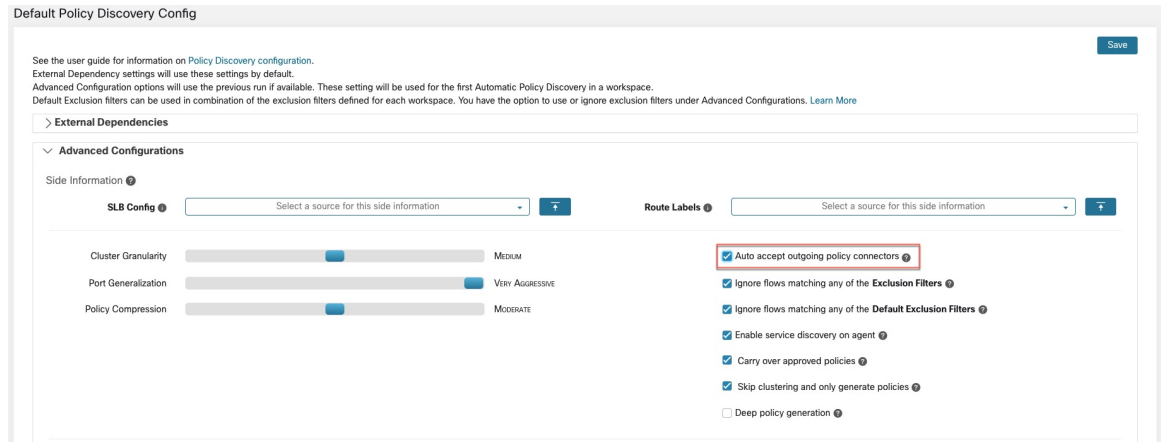 Default Policy Discovery Config
Save
See the user guide for information on Policy Discovery configuration.
External Dependency settings will use these settings by default.
Advanced Configuration options will use the previous run if available. These setting will be used for the first Automatic Policy Discovery in a workspace.
Default Exclusion filters can be used in combination of the exclusion filters defined for each workspace. You have the option to use or ignore exclusion filters under Advanced Configurations. Learn More
External Dependencies
Advanced Configurations
Side Information
SLB Config Select a source for this side information
Route Labels Select a source for this side information
Cluster Granularity MEDIUM
Port Generalization VERY AGGRESSIVE
Policy Compression MODERATE
Auto accept outgoing policy connectors
Ignore flows matching any of the Exclusion Filters
Ignore flows matching any of the Default Exclusion Filters
Enable service discovery on agent
Carry over approved policies
Skip clustering and only generate policies
Deep policy generation